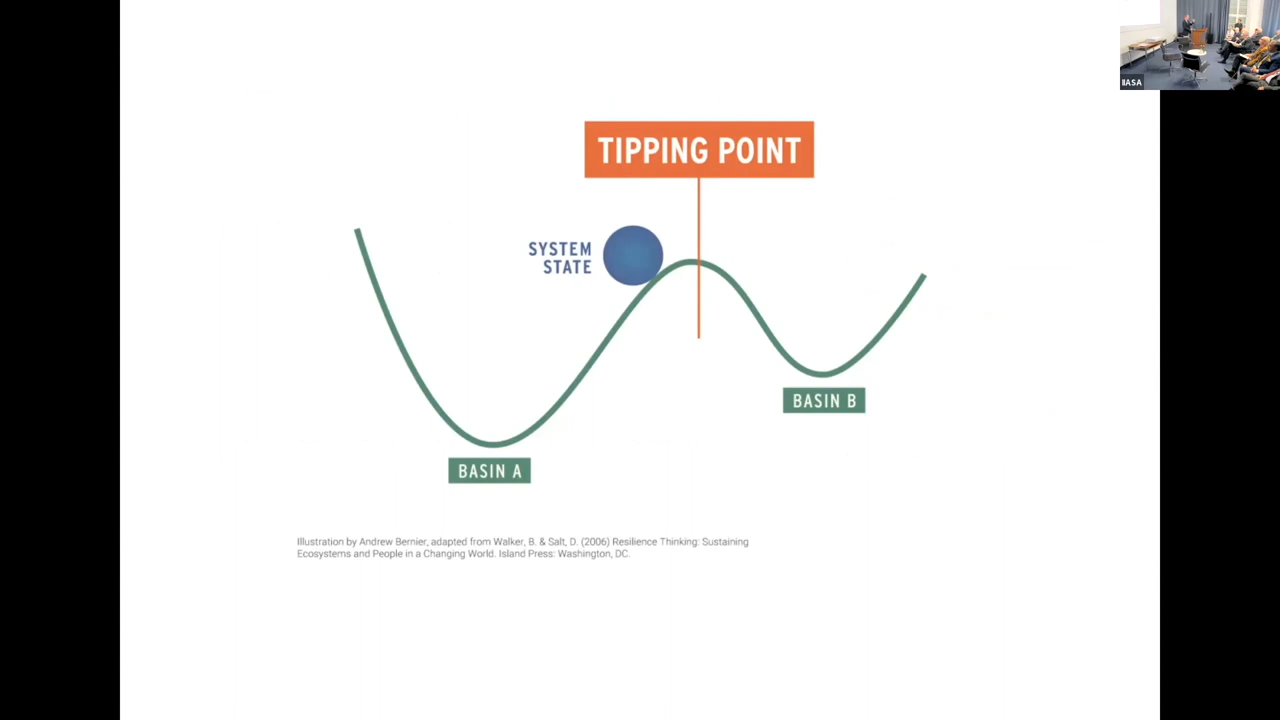 IIASA
TIPPING POINT
SYSTEM
STATE
BASIN B
BASIN A
Illustration by Andrew Bernier, adapted from Walker, B. & Salt, D. (2006) Resilience Thinking: Sustaining
Ecosystems and People in a Changing World. Island Press: Washington, DC.